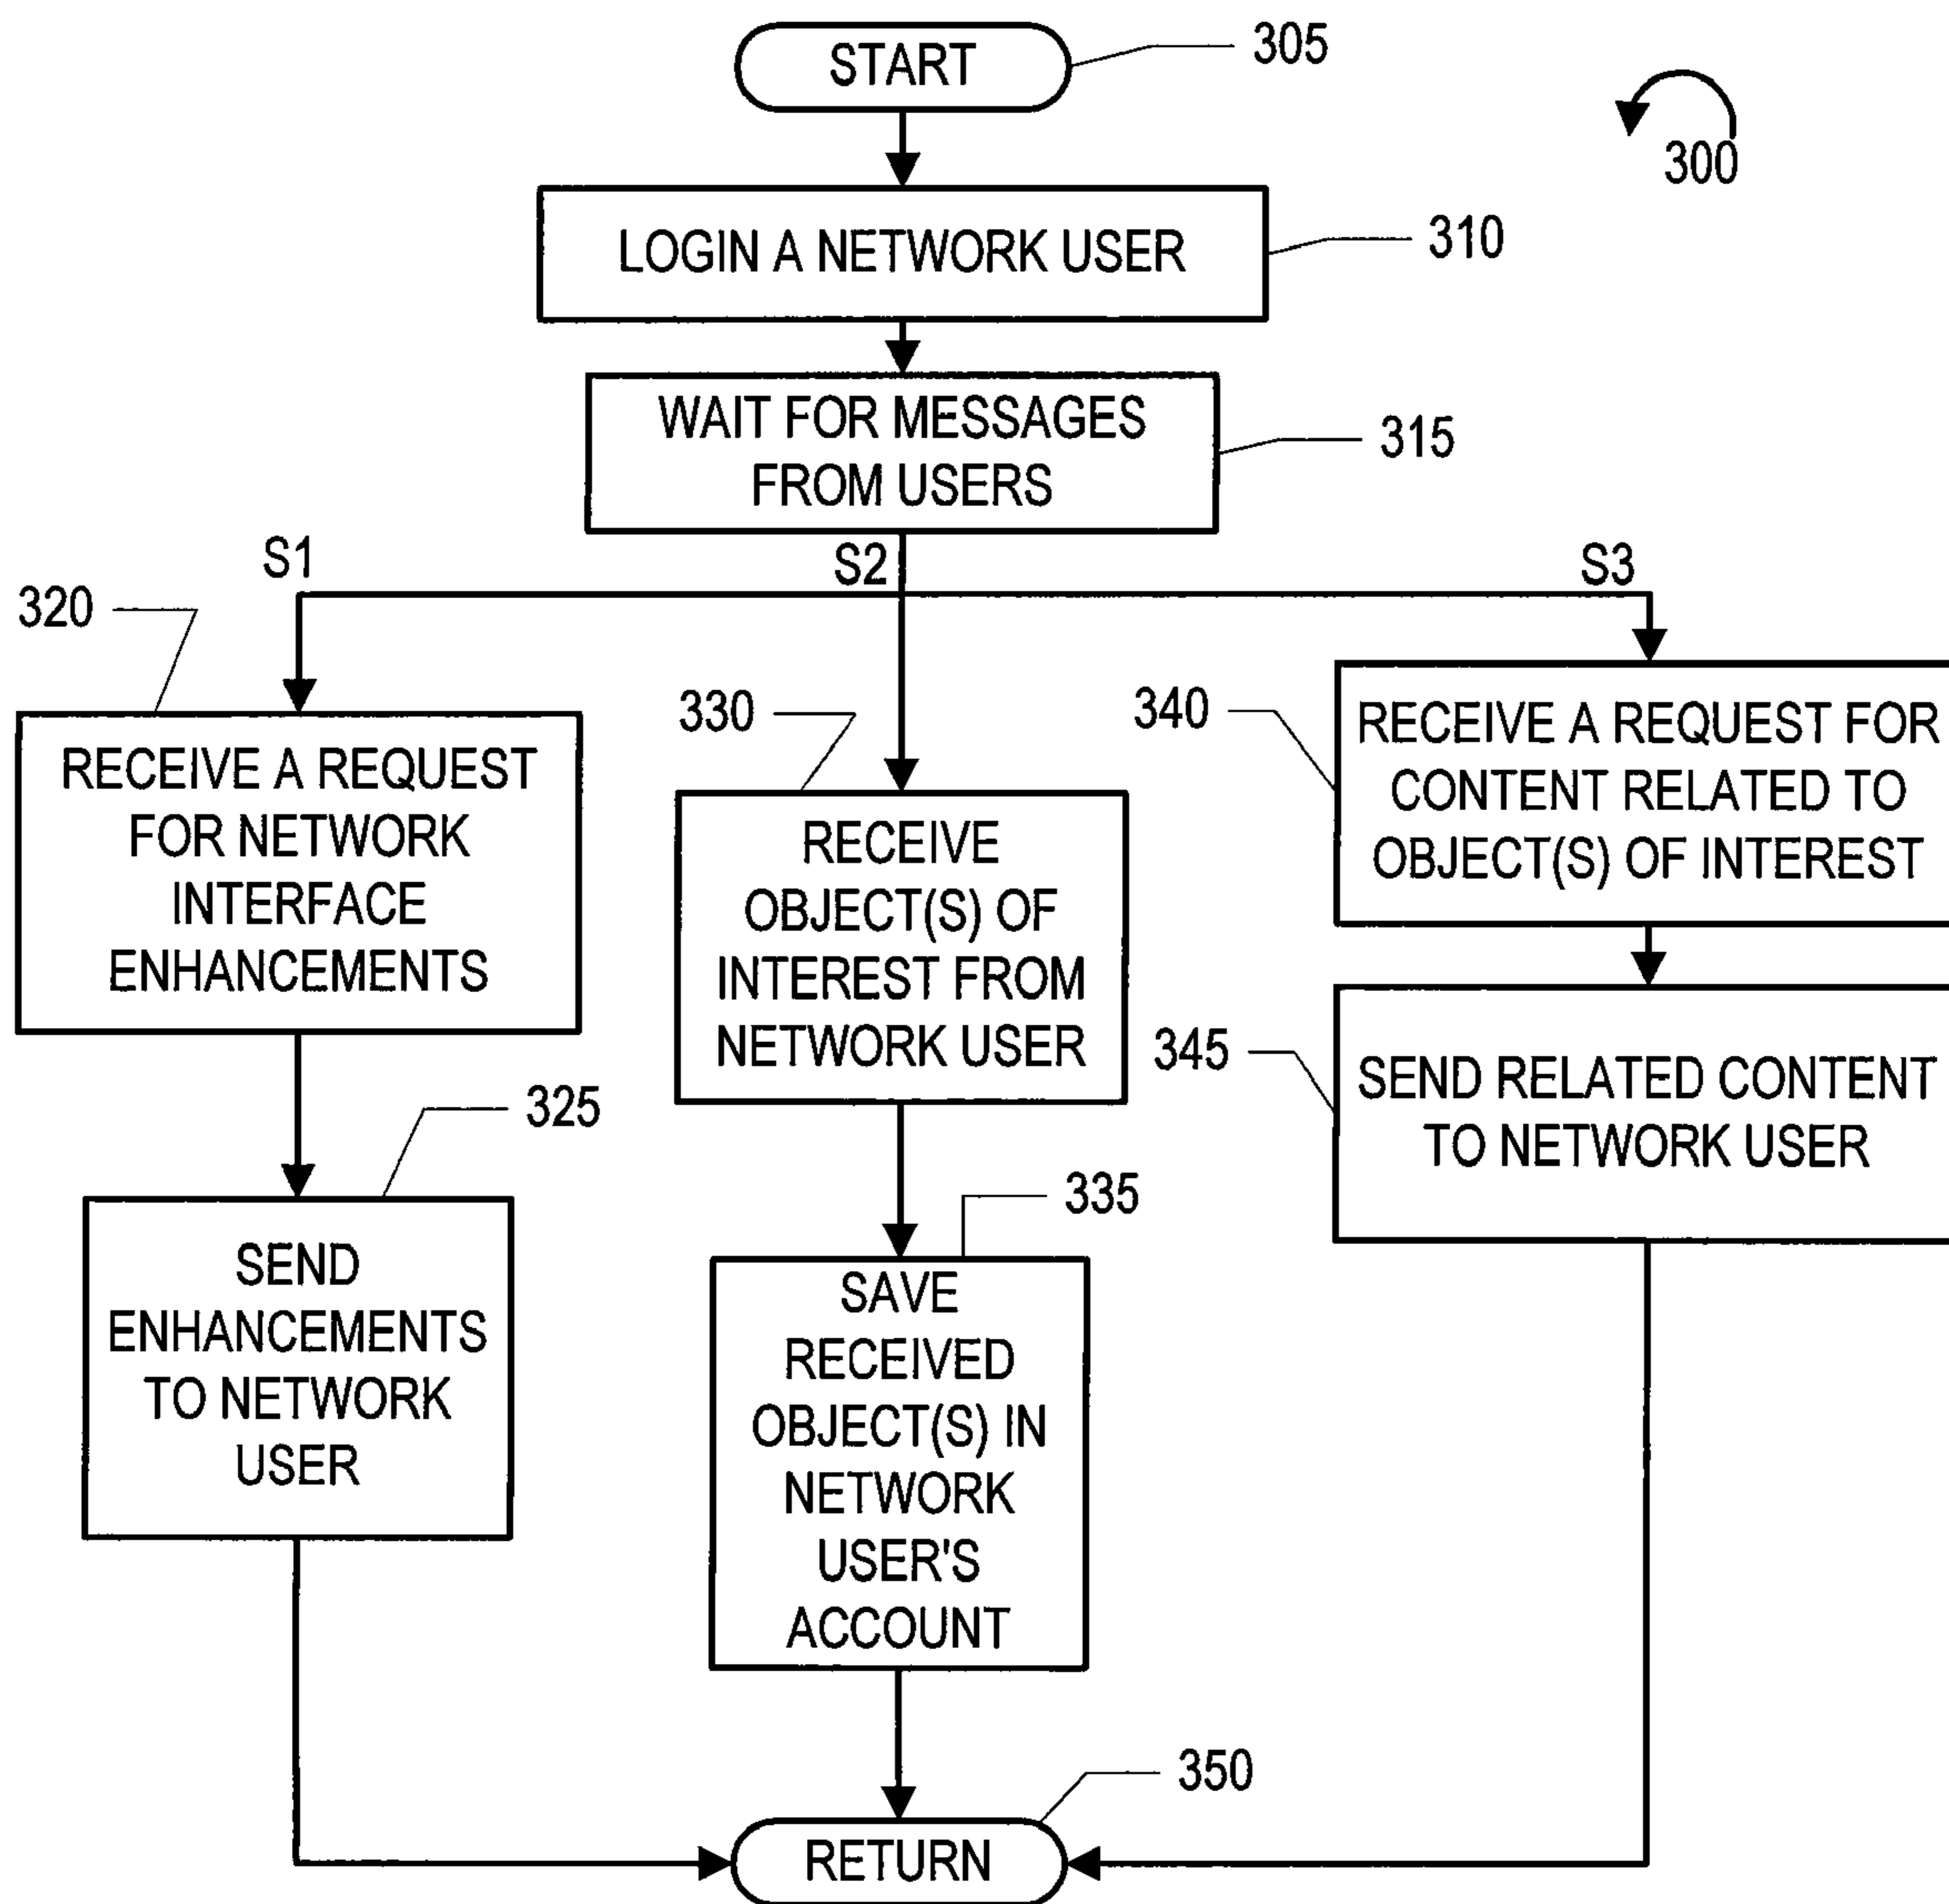 START
305
300
LOGIN A NETWORK USER
310
WAIT FOR MESSAGES
FROM USERS
315
S1
S2
S3
320
RECEIVE A REQUEST
FOR NETWORK
INTERFACE
ENHANCEMENTS
330
RECEIVE
OBJECT(S) OF
INTEREST FROM
NETWORK USER
340
RECEIVE A REQUEST FOR
CONTENT RELATED TO
OBJECT(S) OF INTEREST
325
SEND
ENHANCEMENTS
TO NETWORK
USER
335
SAVE
RECEIVED
OBJECT(S) IN
NETWORK
USER'S
ACCOUNT
345
SEND RELATED CONTENT
TO NETWORK USER
350
RETURN